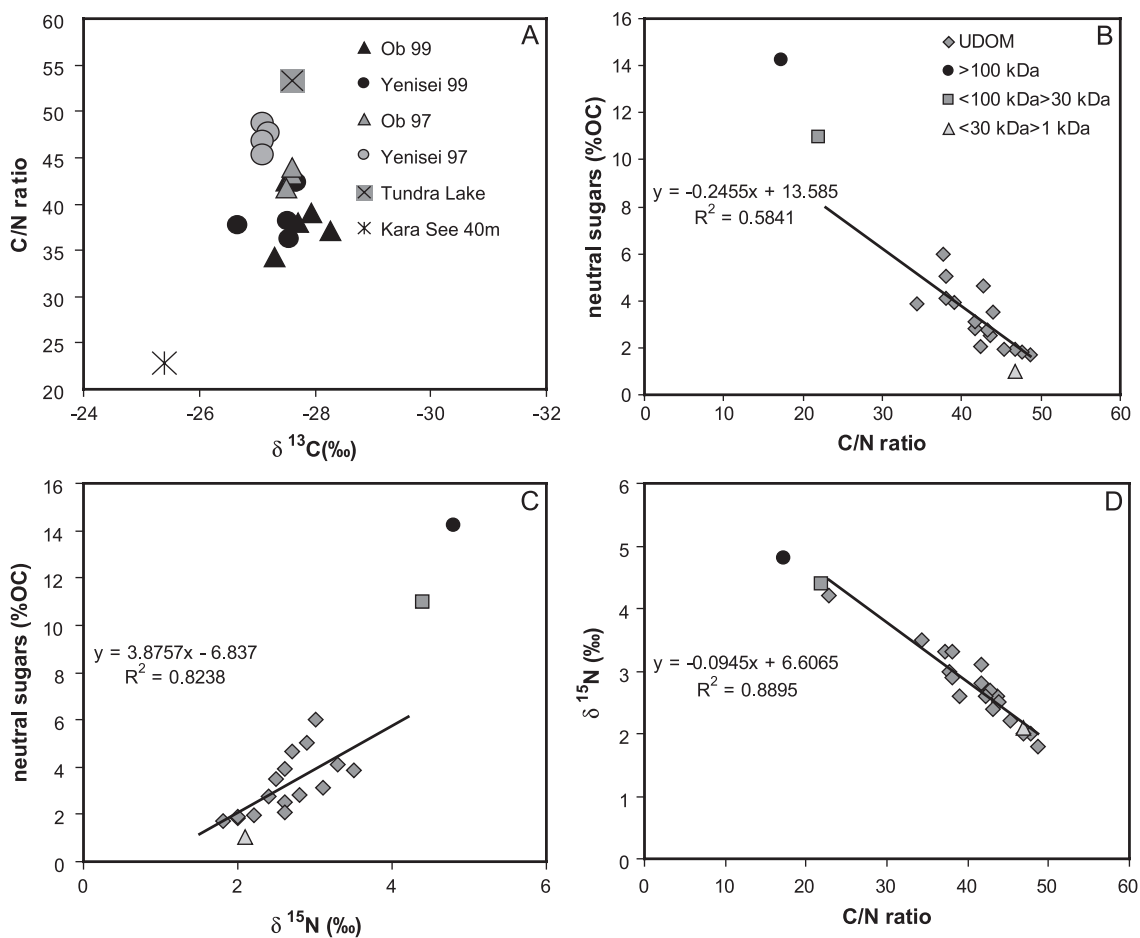 A
60
55
50
45
40
35
30
25
20
C/N ratio
-24
-26
-28
-30
-32
δ ¹³C(‰)
Ob 99
Yenisei 99
Ob 97
Yenisei 97
Tundra Lake
Kara See 40m
B
16
14
12
10
8
6
4
2
0
neutral sugars (%OC)
0
10
20
30
40
50
60
C/N ratio
UDOM
>100 kDa
<100 kDa>30 kDa
<30 kDa>1 kDa
y = -0.2455x + 13.585
R² = 0.5841
C
16
14
12
10
8
6
4
2
0
neutral sugars (%OC)
0
2
4
6
δ ¹⁵N (‰)
y = 3.8757x - 6.837
R² = 0.8238
D
6
5
4
3
2
1
0
δ ¹⁵N (‰)
0
10
20
30
40
50
60
C/N ratio
y = -0.0945x + 6.6065
R² = 0.8895